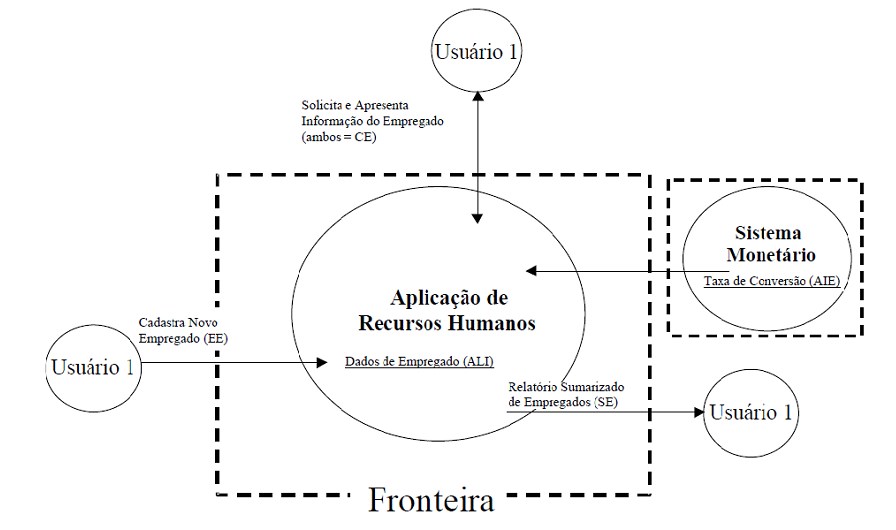 Usuário 1
Solicita e Apresenta
Informação do Empregado
(ambos = CE)
Sistema
Monetário
Taxa de Conversão (AIE)
Aplicação de
Recursos Humanos
Cadastra Novo
Empregado (EE)
Usuário 1
Dados de Empregado (ALI)
Relatório Sumarizado
de Empregados (SE)
Usuário 1
Fronteira